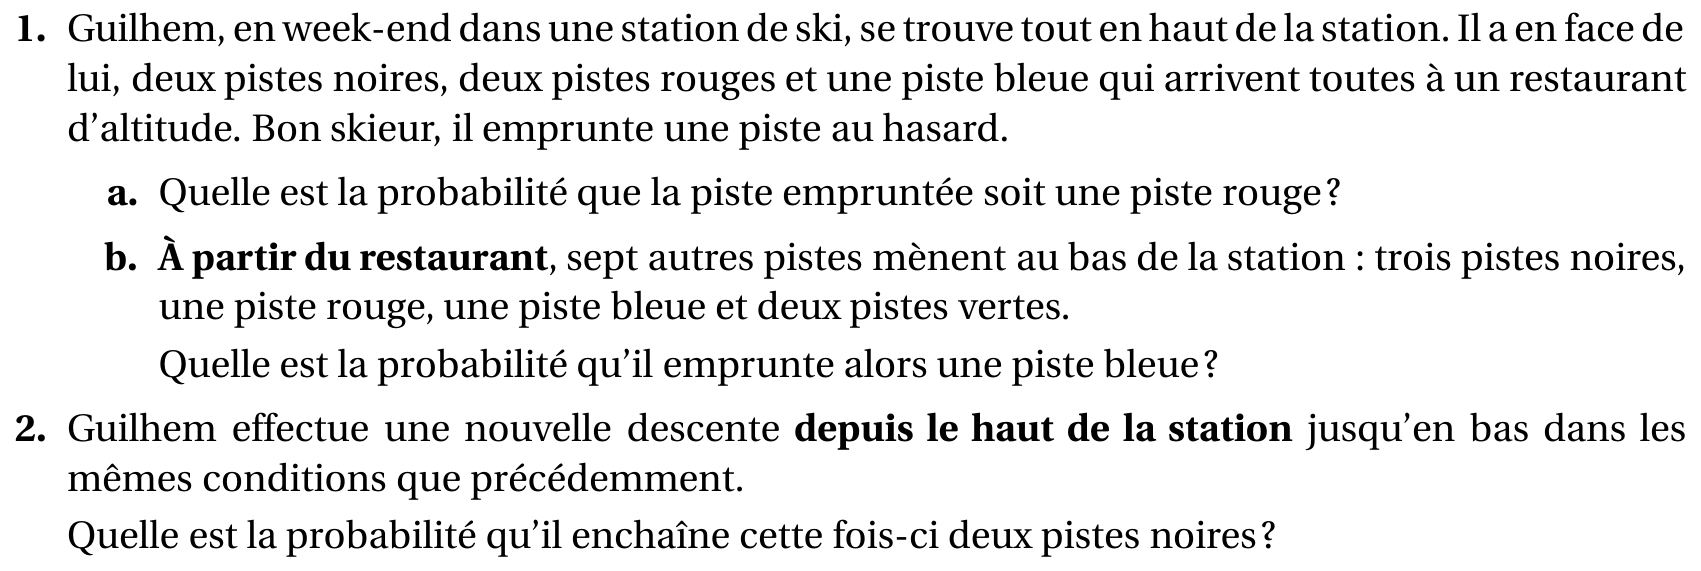 1. Guilhem, en week-end dans une station de ski, se trouve tout en haut de la station. Il a en face de
lui, deux pistes noires, deux pistes rouges et une piste bleue qui arrivent toutes à un restaurant
d’altitude. Bon skieur, il emprunte une piste au hasard.
a. Quelle est la probabilité que la piste empruntée soit une piste rouge ?
b. À partir du restaurant, sept autres pistes mènent au bas de la station : trois pistes noires,
une piste rouge, une piste bleue et deux pistes vertes.
Quelle est la probabilité qu’il emprunte alors une piste bleue ?
2. Guilhem effectue une nouvelle descente depuis le haut de la station jusqu’en bas dans les
mêmes conditions que précédemment.
Quelle est la probabilité qu’il enchaîne cette fois-ci deux pistes noires ?